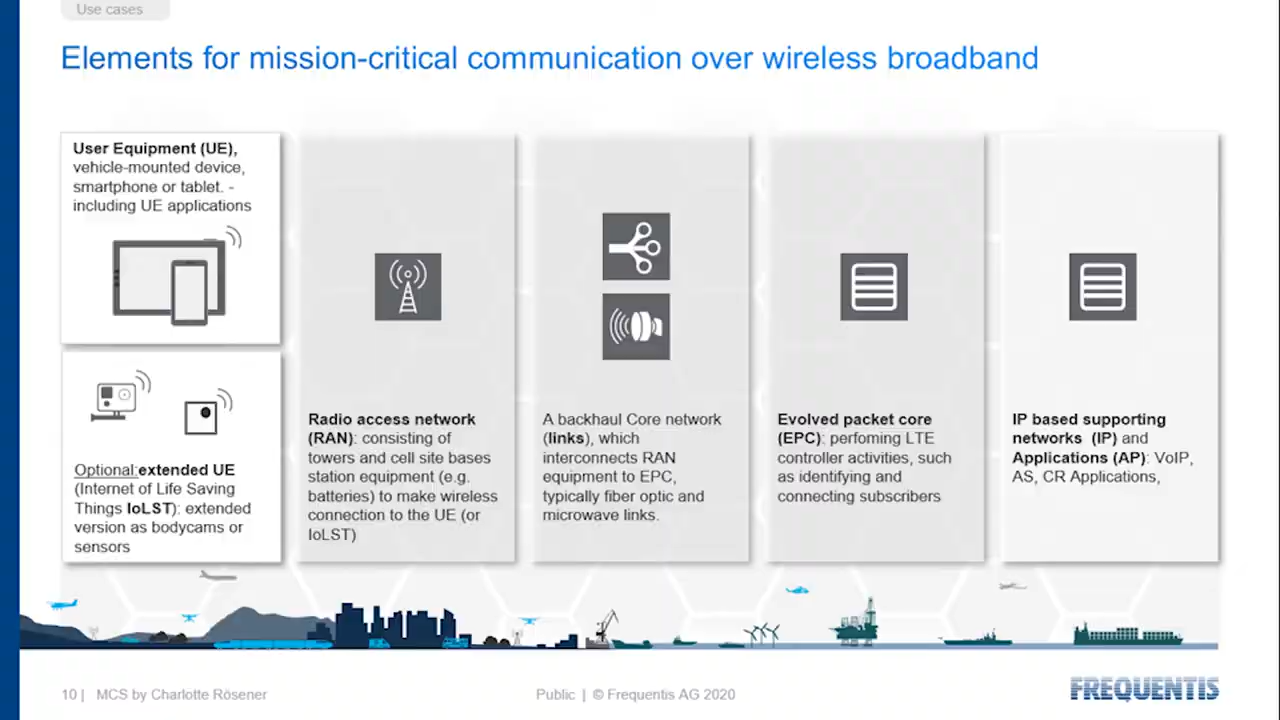 Use cases
Elements for mission-critical communication over wireless broadband
User Equipment (UE),
vehicle-mounted device,
smartphone or tablet. -
including UE applications
Optional:extended UE
(Internet of Life Saving
Things IoLST): extended
version as bodycams or
sensors
Radio access network
(RAN): consisting of
towers and cell site bases
station equipment (e.g.
batteries) to make wireless
connection to the UE (or
IoLST)
A backhaul Core network
(links), which
interconnects RAN
equipment to EPC,
typically fiber optic and
microwave links.
Evolved packet core
(EPC): perfoming LTE
controller activities, such
as identifying and
connecting subscribers
IP based supporting
networks (IP) and
Applications (AP): VoIP,
AS, CR Applications,
10 | MCS by Charlotte Rösener
Public | © Frequentis AG 2020
FREQUENTIS